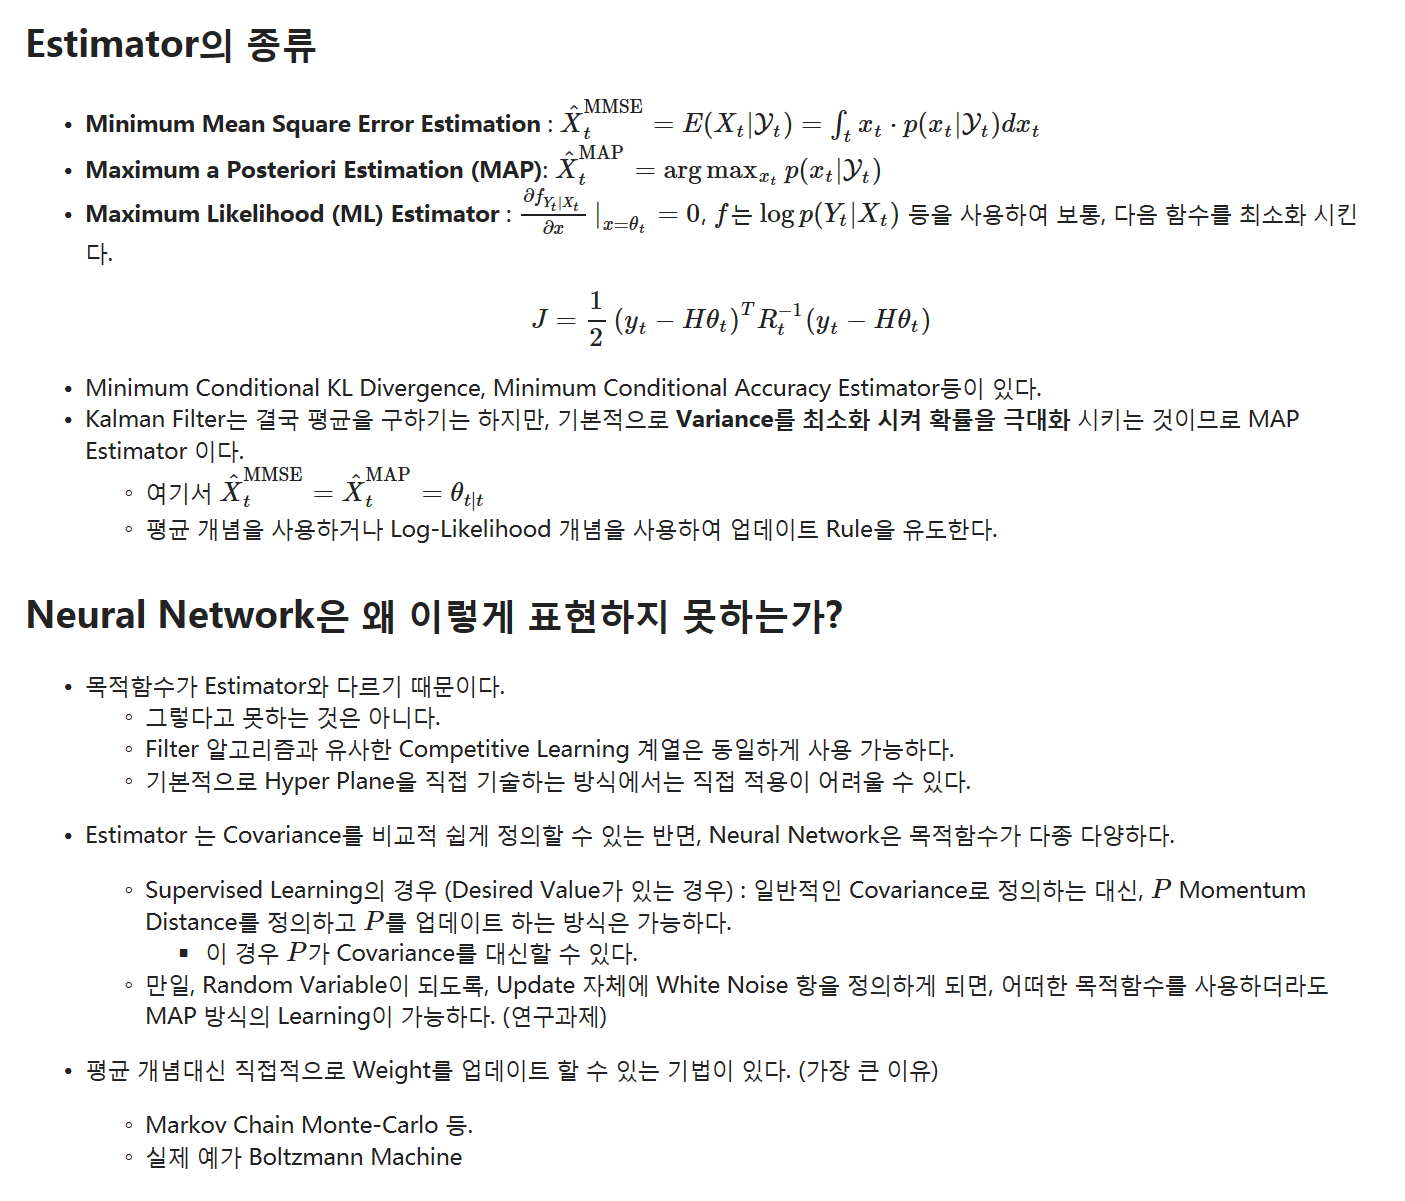 Estimator의 종류
• Minimum Mean Square Error Estimation : $\hat{X}_t^{\text{MMSE}} = E(X_t|\mathcal{Y}_t) = \int_t x_t \cdot p(x_t|\mathcal{Y}_t)dx_t$
• Maximum a Posteriori Estimation (MAP): $\hat{X}_t^{\text{MAP}} = \arg\max_{x_t} p(x_t|\mathcal{Y}_t)$
• Maximum Likelihood (ML) Estimator : $\frac{\partial f_{Y_t|X_t}}{\partial x}|_{x=\theta_t} = 0$, $f$는 $\log p(Y_t|X_t)$ 등을 사용하여 보통, 다음 함수를 최소화 시킨
다.
$J = \frac{1}{2}(y_t - H\theta_t)^T R_t^{-1}(y_t - H\theta_t)$
• Minimum Conditional KL Divergence, Minimum Conditional Accuracy Estimator등이 있다.
• Kalman Filter는 결국 평균을 구하기는 하지만, 기본적으로 Variance를 최소화 시켜 확률을 극대화 시키는 것이므로 MAP
Estimator 이다.
◦ 여기서 $\hat{X}_t^{\text{MMSE}} = \hat{X}_t^{\text{MAP}} = \theta_{t|t}$
◦ 평균 개념을 사용하거나 Log-Likelihood 개념을 사용하여 업데이트 Rule을 유도한다.
Neural Network은 왜 이렇게 표현하지 못하는가?
• 목적함수가 Estimator와 다르기 때문이다.
◦ 그렇다고 못하는 것은 아니다.
◦ Filter 알고리즘과 유사한 Competitive Learning 계열은 동일하게 사용 가능하다.
◦ 기본적으로 Hyper Plane을 직접 기술하는 방식에서는 직접 적용이 어려울 수 있다.
• Estimator 는 Covariance를 비교적 쉽게 정의할 수 있는 반면, Neural Network은 목적함수가 다종 다양하다.
◦ Supervised Learning의 경우 (Desired Value가 있는 경우) : 일반적인 Covariance로 정의하는 대신, $P$ Momentum
Distance를 정의하고 $P$를 업데이트 하는 방식은 가능하다.
▪ 이 경우 $P$가 Covariance를 대신할 수 있다.
◦ 만일, Random Variable이 되도록, Update 자체에 White Noise 항을 정의하게 되면, 어떠한 목적함수를 사용하더라도
MAP 방식의 Learning이 가능하다. (연구과제)
• 평균 개념대신 직접적으로 Weight를 업데이트 할 수 있는 기법이 있다. (가장 큰 이유)
◦ Markov Chain Monte-Carlo 등.
◦ 실제 예가 Boltzmann Machine